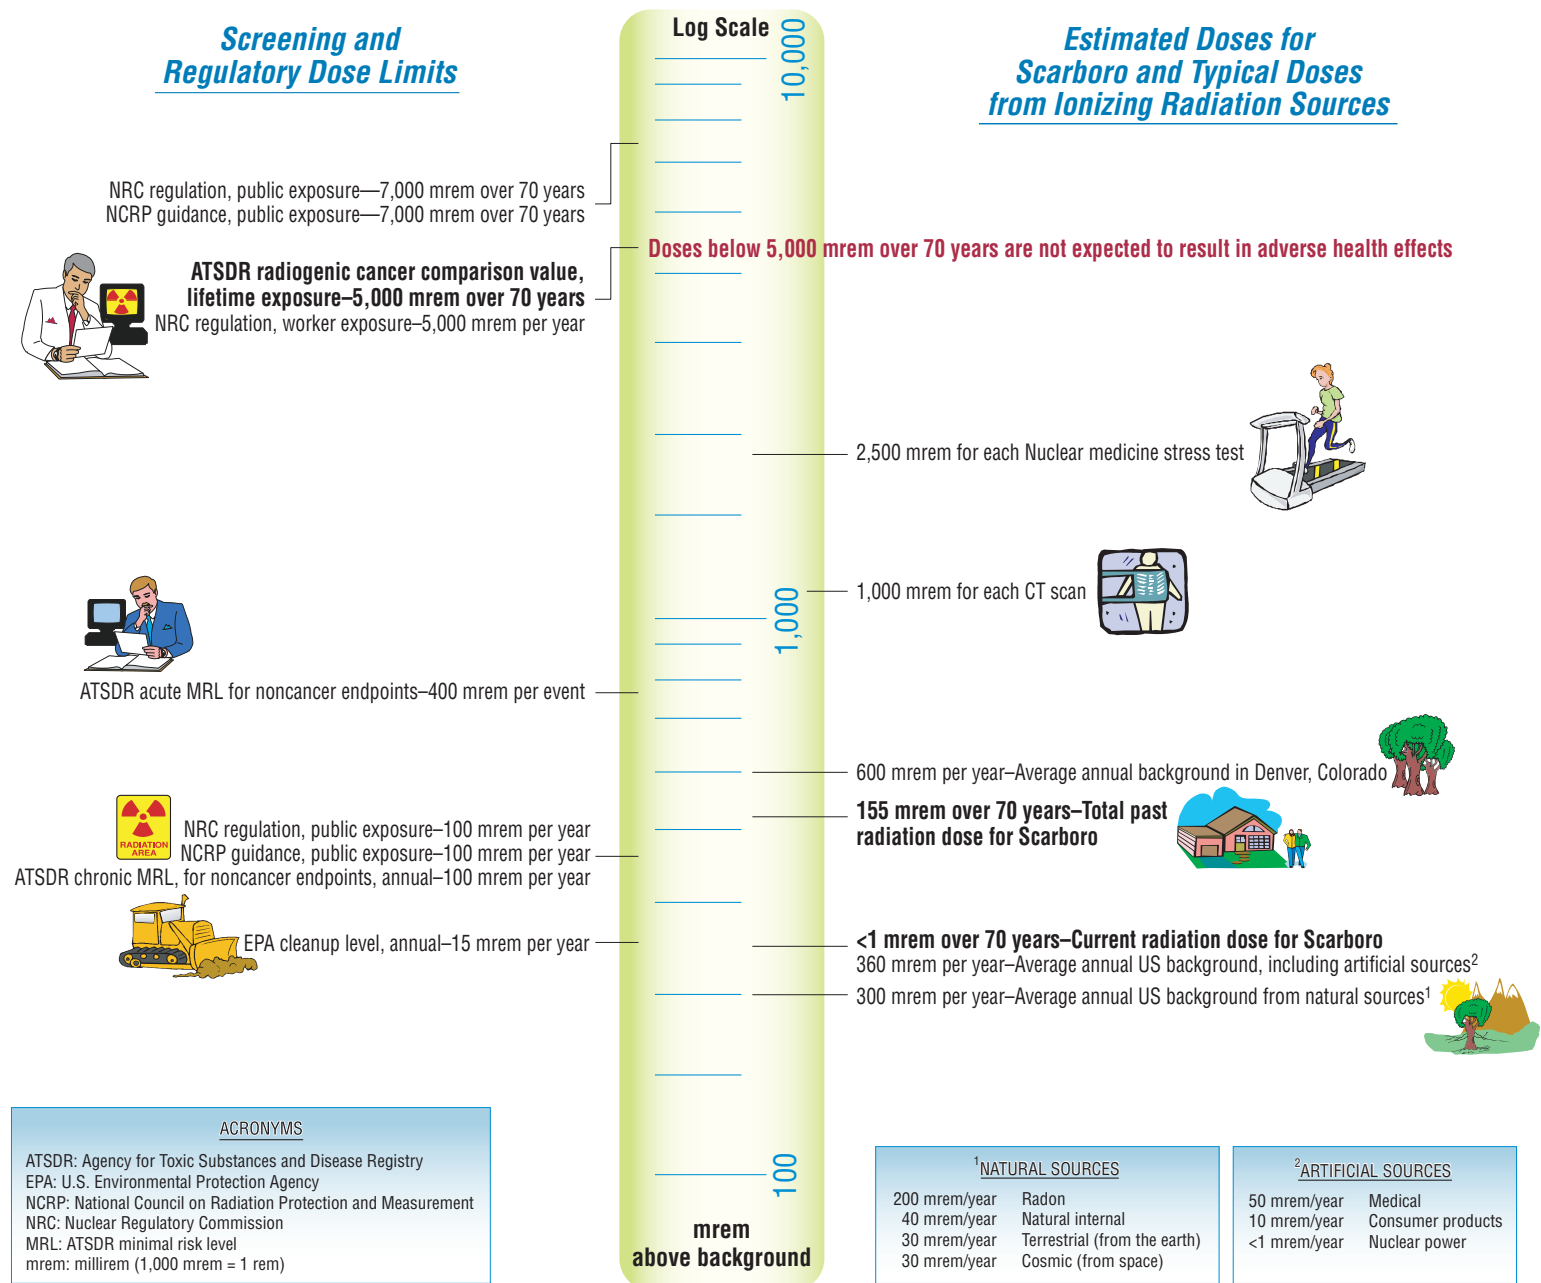 Screening and
Regulatory Dose Limits
Log Scale
10,000
Estimated Doses for
Scarboro and Typical Doses
from Ionizing Radiation Sources
NRC regulation, public exposure—7,000 mrem over 70 years
NCRP guidance, public exposure—7,000 mrem over 70 years
Doses below 5,000 mrem over 70 years are not expected to result in adverse health effects
ATSDR radiogenic cancer comparison value,
lifetime exposure–5,000 mrem over 70 years
NRC regulation, worker exposure–5,000 mrem per year
2,500 mrem for each Nuclear medicine stress test
1,000 mrem for each CT scan
1,000
ATSDR acute MRL for noncancer endpoints–400 mrem per event
600 mrem per year–Average annual background in Denver, Colorado
155 mrem over 70 years–Total past
radiation dose for Scarboro
RADIATION
AREA
NRC regulation, public exposure–100 mrem per year
NCRP guidance, public exposure–100 mrem per year
ATSDR chronic MRL, for noncancer endpoints, annual–100 mrem per year
EPA cleanup level, annual–15 mrem per year
<1 mrem over 70 years–Current radiation dose for Scarboro
360 mrem per year–Average annual US background, including artificial sources2
300 mrem per year–Average annual US background from natural sources1
100
mrem
above background
ACRONYMS
ATSDR: Agency for Toxic Substances and Disease Registry
EPA: U.S. Environmental Protection Agency
NCRP: National Council on Radiation Protection and Measurement
NRC: Nuclear Regulatory Commission
MRL: ATSDR minimal risk level
mrem: millirem (1,000 mrem = 1 rem)
1NATURAL SOURCES
200 mrem/year Radon
40 mrem/year Natural internal
30 mrem/year Terrestrial (from the earth)
30 mrem/year Cosmic (from space)
2ARTIFICIAL SOURCES
50 mrem/year Medical
10 mrem/year Consumer products
<1 mrem/year Nuclear power